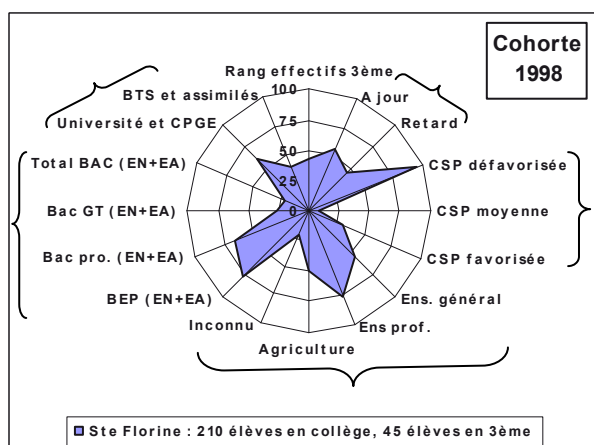 Cohorte
1998
Rang effectifs 3ème
A jour
Retard
CSP défavorisée
CSP moyenne
CSP favorisée
Ens. général
Ens prof.
Agriculture
Inconnu
BEP (EN+EA)
Bac pro. (EN+EA)
Bac GT (EN+EA)
Total BAC (EN+EA)
Université et CPGE
BTS et assimilés
100
75
50
25
0
Ste Florine : 210 élèves en collège, 45 élèves en 3ème